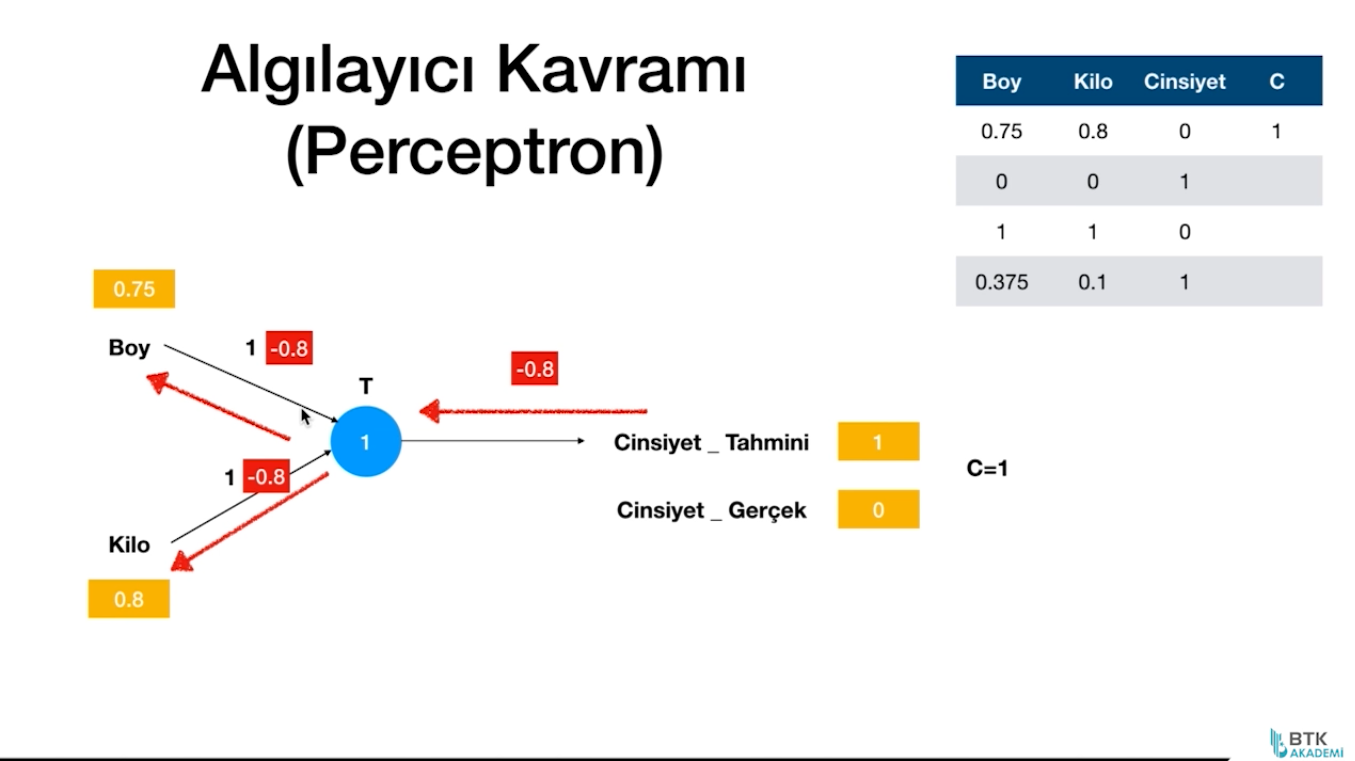 Algılayıcı Kavramı
(Perceptron)
Boy Kilo Cinsiyet C
0.75 0.8 0 1
0 0 1
1 1 0
0.375 0.1 1
0.75
Boy
1 -0.8
T
1
-0.8
1 -0.8
Kilo
0.8
Cinsiyet _ Tahmini 1
Cinsiyet _ Gerçek 0
C=1
BTK
AKADEMİ